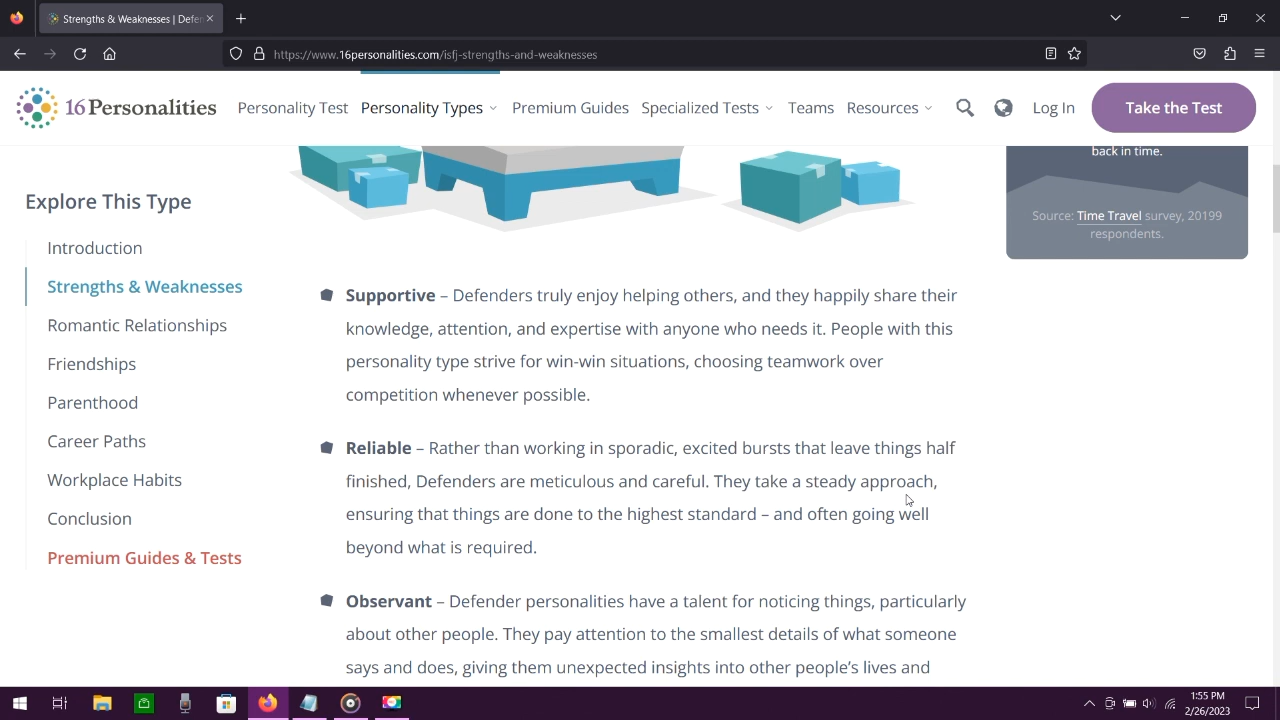 Strengths & Weaknesses | Defen
https://www.16personalities.com/isfj-strengths-and-weaknesses
16Personalities
Personality Test
Personality Types
Premium Guides
Specialized Tests
Teams
Resources
Log In
Take the Test
back in time.
Source: Time Travel survey, 20199
respondents.
Explore This Type
Introduction
Strengths & Weaknesses
Romantic Relationships
Friendships
Parenthood
Career Paths
Workplace Habits
Conclusion
Premium Guides & Tests
Supportive – Defenders truly enjoy helping others, and they happily share their
knowledge, attention, and expertise with anyone who needs it. People with this
personality type strive for win-win situations, choosing teamwork over
competition whenever possible.
Reliable – Rather than working in sporadic, excited bursts that leave things half
finished, Defenders are meticulous and careful. They take a steady approach,
ensuring that things are done to the highest standard – and often going well
beyond what is required.
Observant – Defender personalities have a talent for noticing things, particularly
about other people. They pay attention to the smallest details of what someone
says and does, giving them unexpected insights into other people's lives and
1:55 PM
2/26/2023